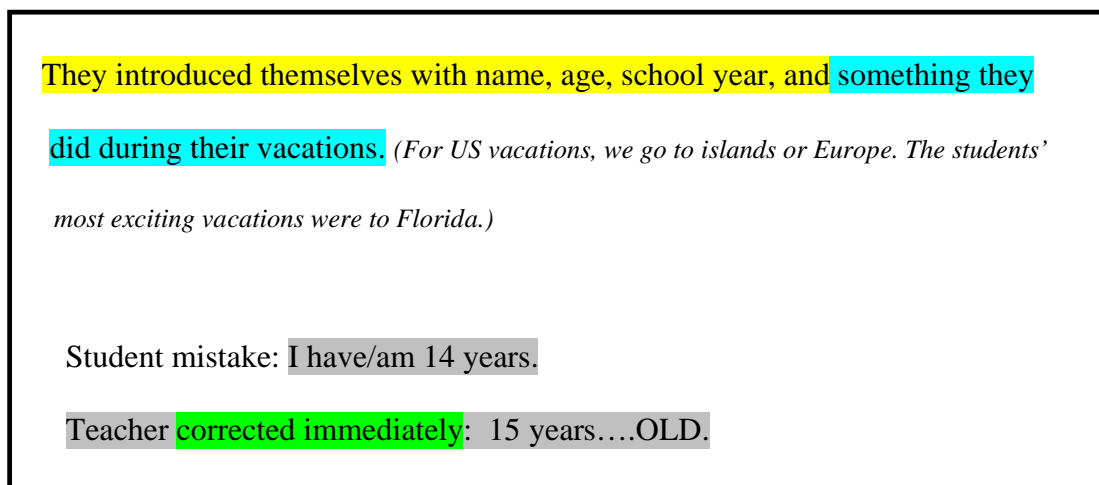 They introduced themselves with name, age, school year, and something they
did during their vacations. (For US vacations, we go to islands or Europe. The students’
most exciting vacations were to Florida.)
Student mistake: I have/am 14 years.
Teacher corrected immediately:  15 years….OLD.